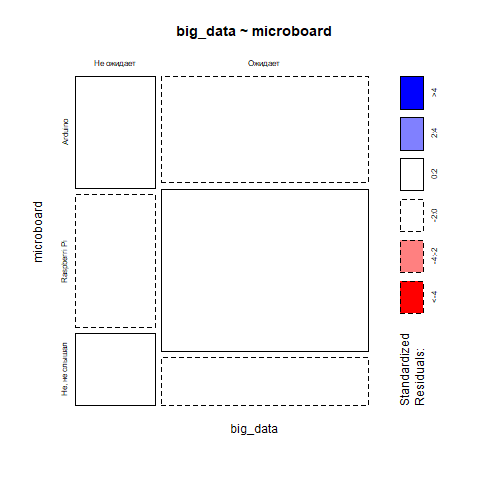 big_data ~ microboard
Не ожидает
Ожидает
Arduino
Raspberri Pi
Не, не слышал
microboard
big_data
>4
2:4
0:2
-2:0
-4:-2
<-4
Standardized
Residuals: